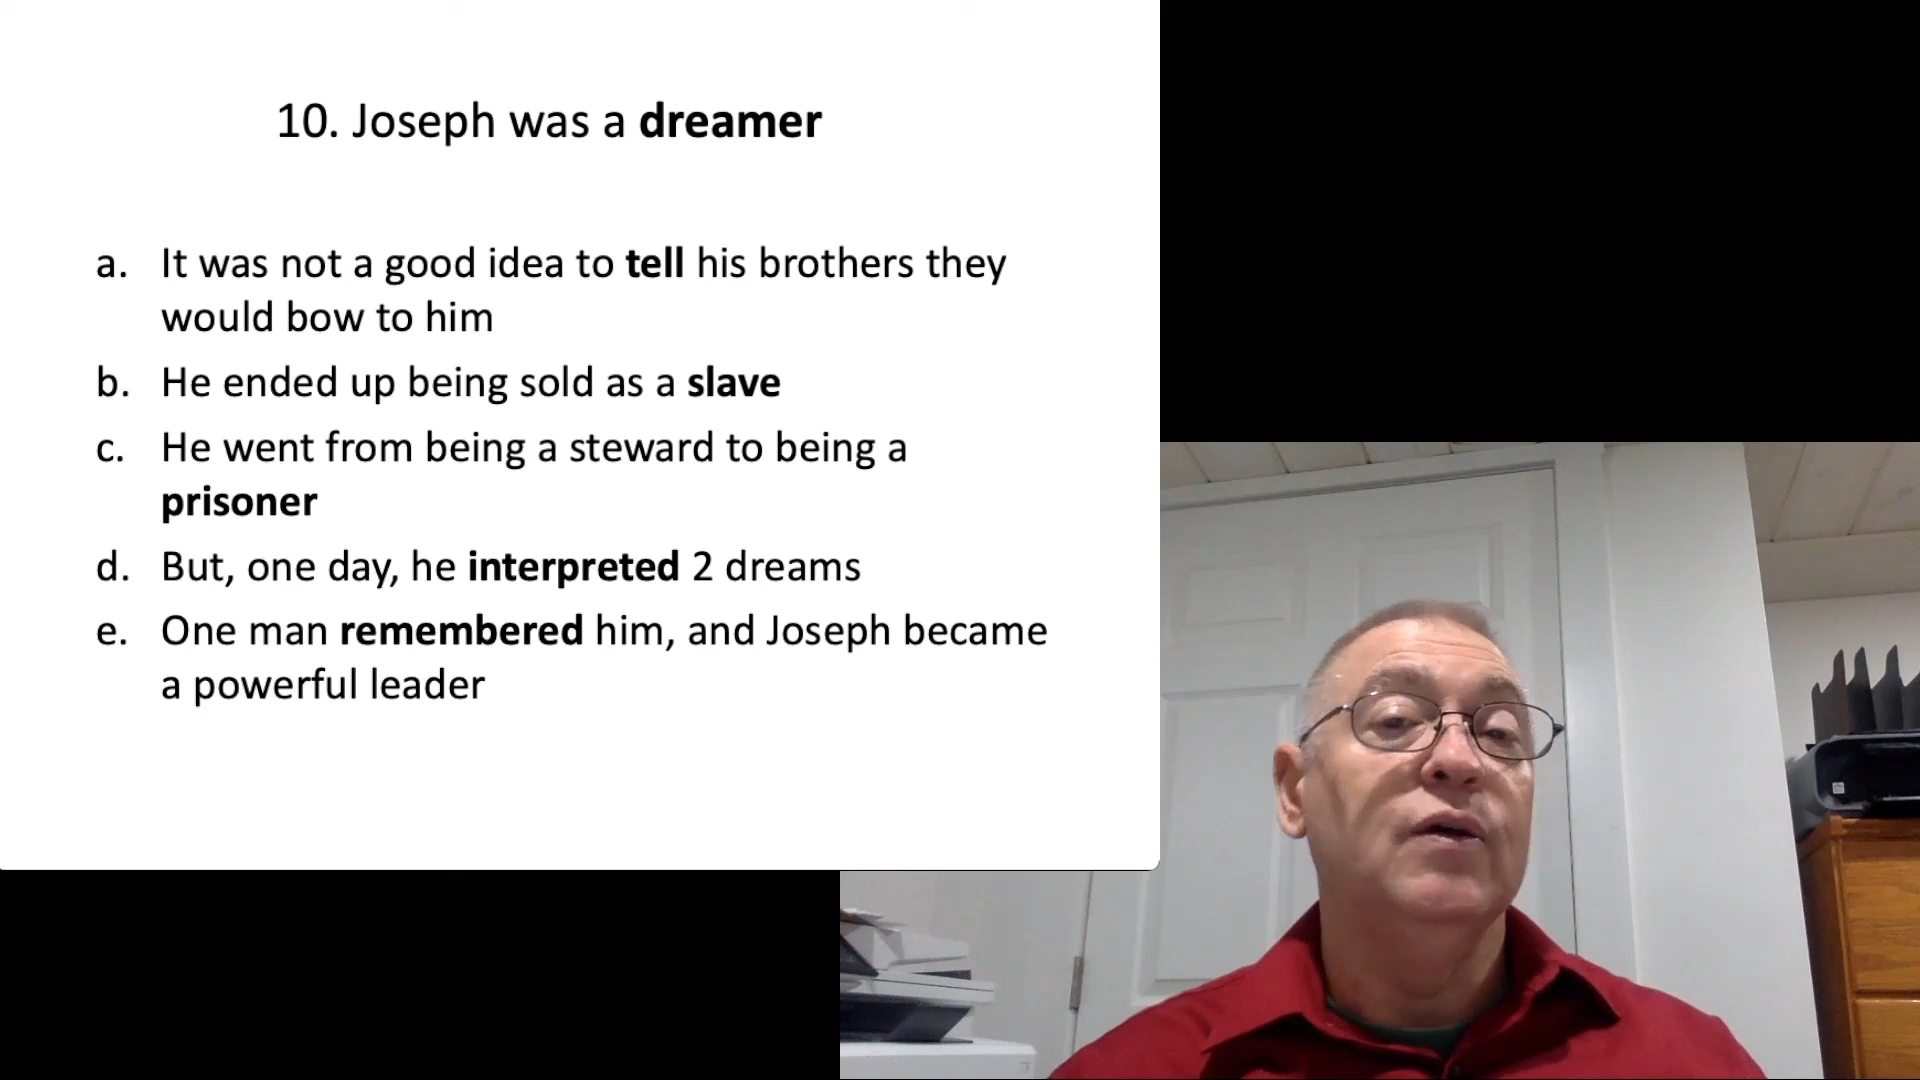 10. Joseph was a dreamer
a. It was not a good idea to tell his brothers they
would bow to him
b. He ended up being sold as a slave
c. He went from being a steward to being a
prisoner
d. But, one day, he interpreted 2 dreams
e. One man remembered him, and Joseph became
a powerful leader